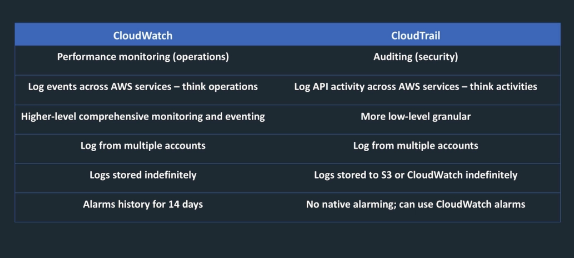 CloudWatch CloudTrail
Performance monitoring (operations) Auditing (security)
Log events across AWS services – think operations Log API activity across AWS services – think activities
Higher-level comprehensive monitoring and eventing More low-level granular
Log from multiple accounts Log from multiple accounts
Logs stored indefinitely Logs stored to S3 or CloudWatch indefinitely
Alarms history for 14 days No native alarming; can use CloudWatch alarms